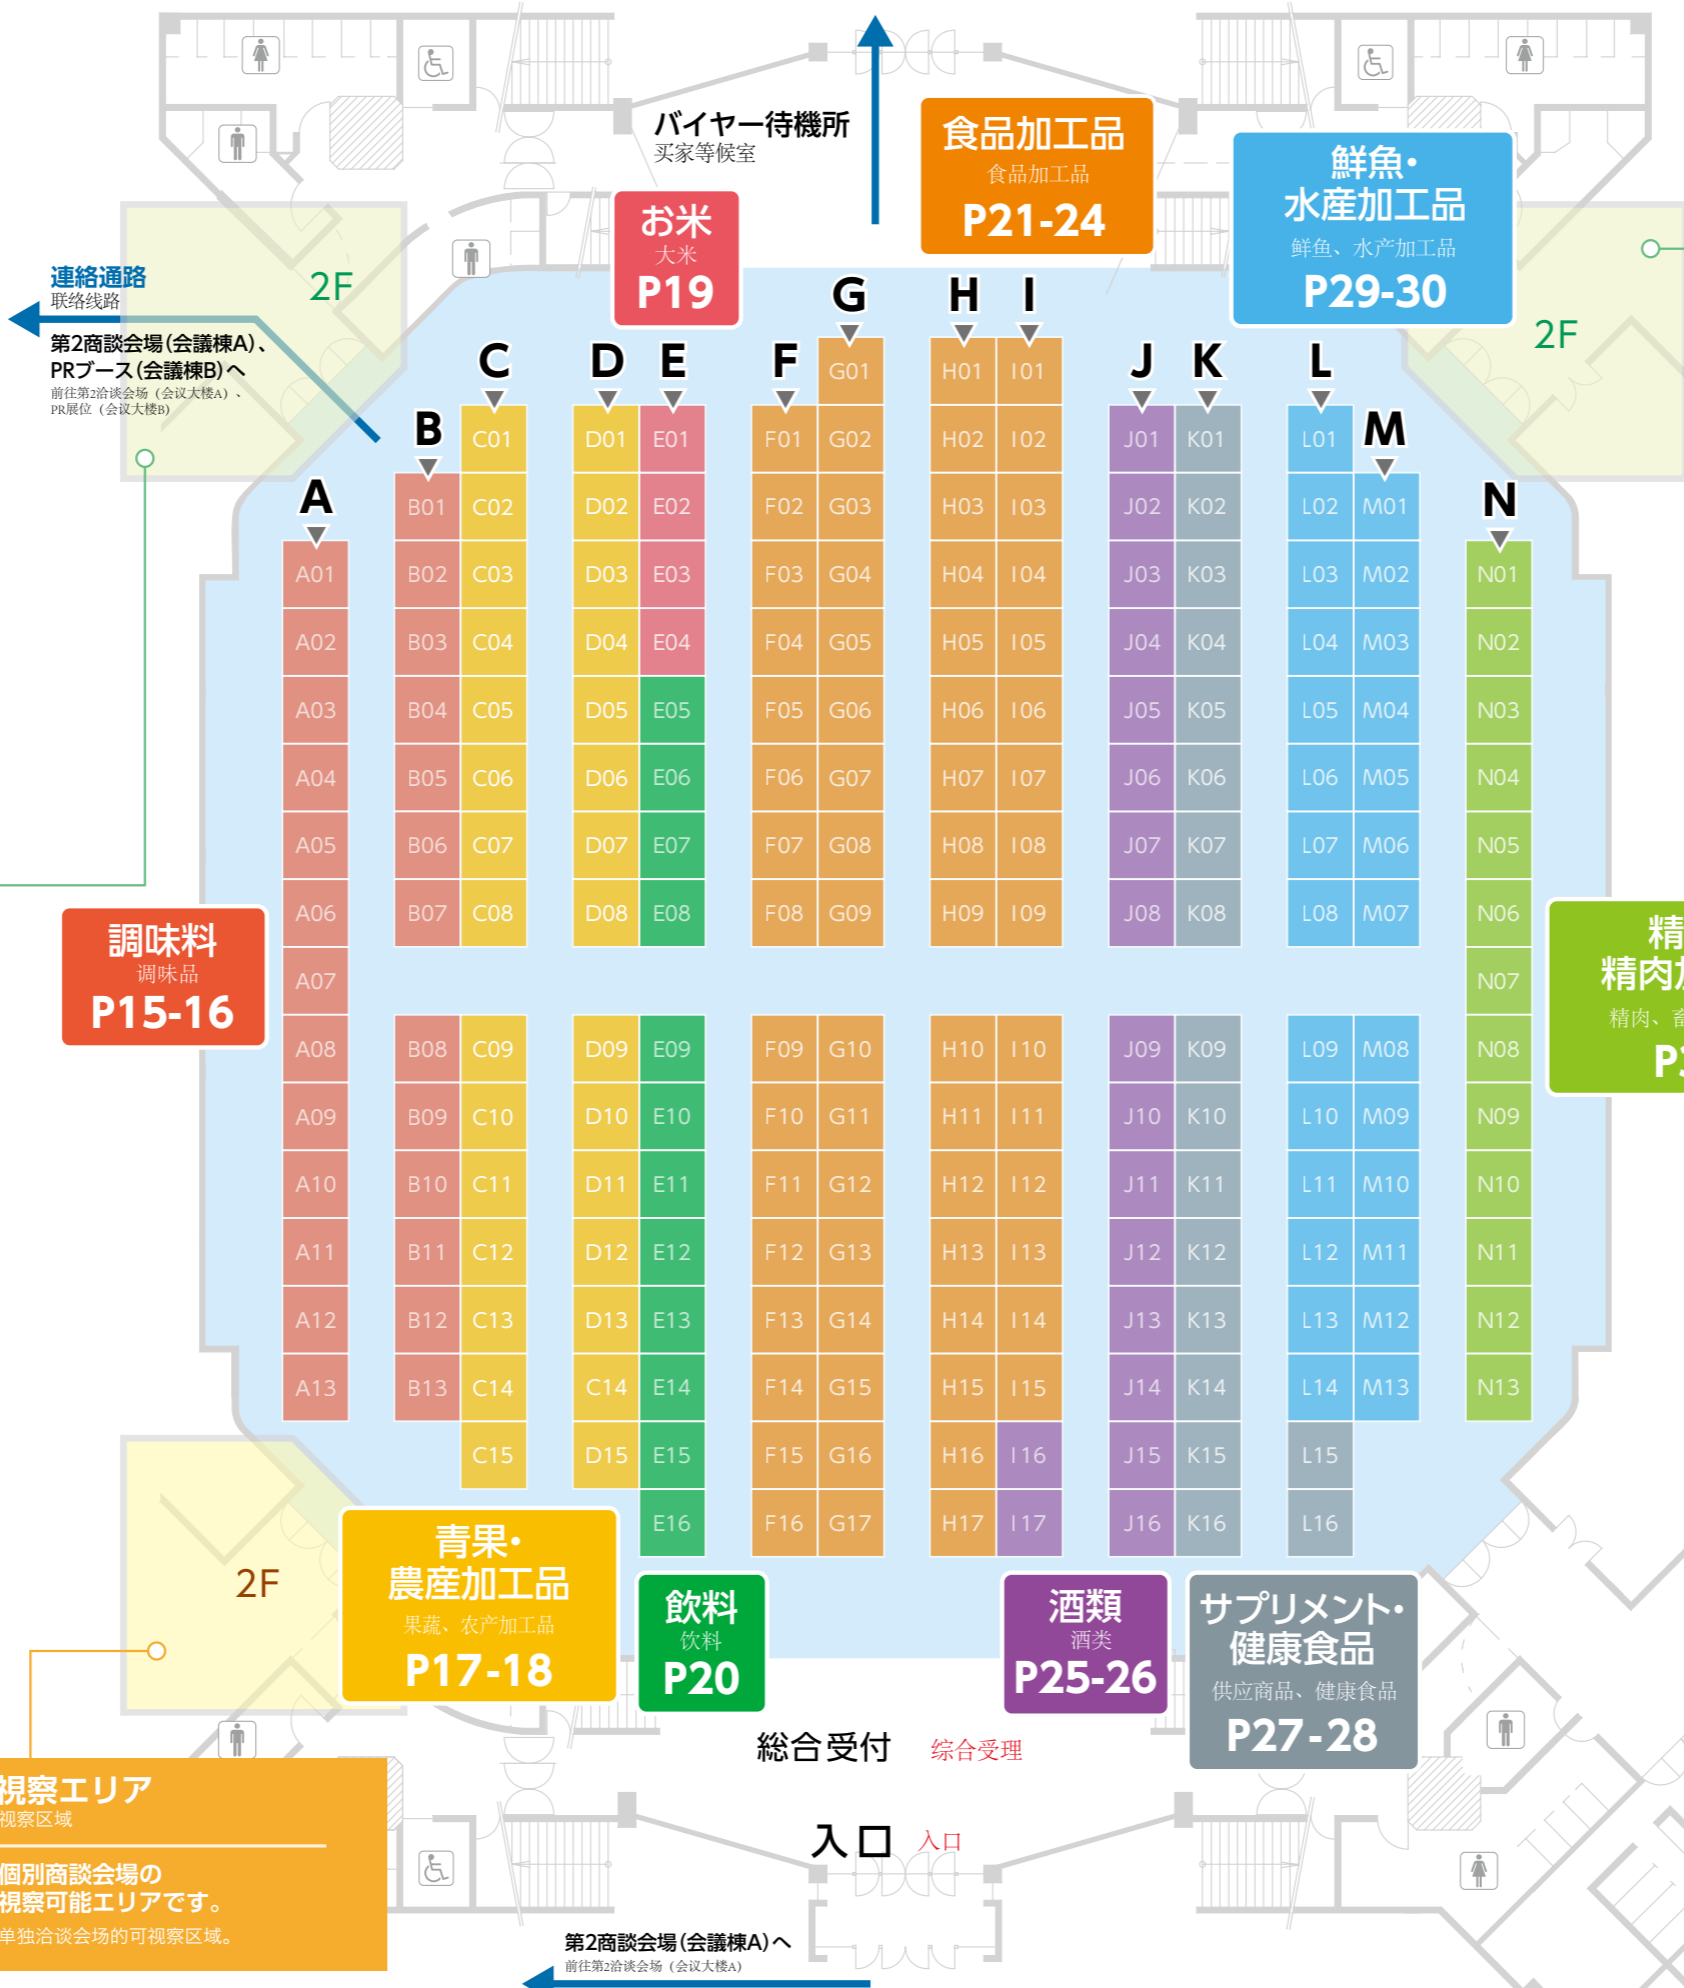 バイヤー待機所
买家等候室
食品加工品
食品加工品
P21-24
鮮魚・
水産加工品
鲜鱼、水产加工品
P29-30
お米
大米
P19
連絡通路
联络线路
第2商談会場(会議棟A)、
PRブース(会議棟B)へ
前往第2洽谈会场（会议大楼A）、
PR展位（会议大楼B）
2F
2F
G H I
C D E F J K L
B M
A N
G01 H01 I01
C01 D01 E01 F01 G02 H02 I02 J01 K01 L01
B01 C02 D02 E02 F02 G03 H03 I03 J02 K02 L02 M01
A01 B02 C03 D03 E03 F03 G04 H04 I04 J03 K03 L03 M02 N01
A02 B03 C04 D04 E04 F04 G05 H05 I05 J04 K04 L04 M03 N02
A03 B04 C05 D05 E05 F05 G06 H06 I06 J05 K05 L05 M04 N03
A04 B05 C06 D06 E06 F06 G07 H07 I07 J06 K06 L06 M05 N04
A05 B06 C07 D07 E07 F07 G08 H08 I08 J07 K07 L07 M06 N05
A06 B07 C08 D08 E08 F08 G09 H09 I09 J08 K08 L08 M07 N06
A07 N07
A08 B08 C09 D09 E09 F09 G10 H10 I10 J09 K09 L09 M08 N08
A09 B09 C10 D10 E10 F10 G11 H11 I11 J10 K10 L10 M09 N09
A10 B10 C11 D11 E11 F11 G12 H12 I12 J11 K11 L11 M10 N10
A11 B11 C12 D12 E12 F12 G13 H13 I13 J12 K12 L12 M11 N11
A12 B12 C13 D13 E13 F13 G14 H14 I14 J13 K13 L13 M12 N12
A13 B13 C14 C14 E14 F14 G15 H15 I15 J14 K14 L14 M13 N13
C15 D15 E15 F15 G16 H16 I16 J15 K15 L15
E16 F16 G17 H17 I17 J16 K16 L16
調味料
调味品
P15-16
精
精肉
精肉、
P
2F
青果・
農産加工品
果蔬、农产加工品
P17-18
飲料
饮料
P20
酒類
酒类
P25-26
サプリメント・
健康食品
供应商品、健康食品
P27-28
総合受付 综合受理
入口 入口
視察エリア
视察区域
個別商談会場の
視察可能エリアです。
单独洽谈会场的可视察区域。
第2商談会場(会議棟A)へ
前往第2洽谈会场（会议大楼A）